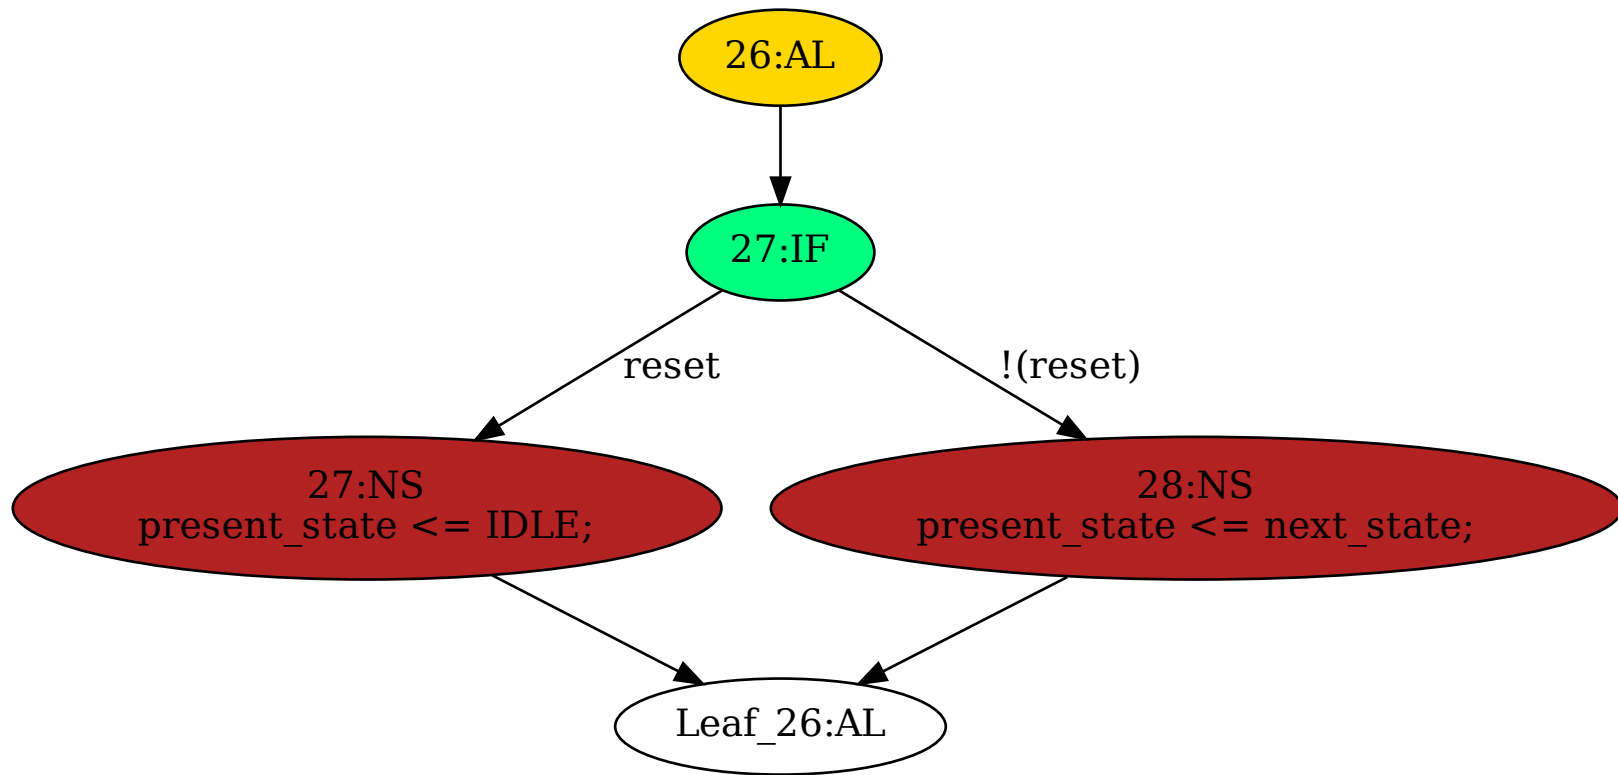 26:AL
27:IF
reset
!(reset)
27:NS
present_state <= IDLE;
28:NS
present_state <= next_state;
Leaf_26:AL